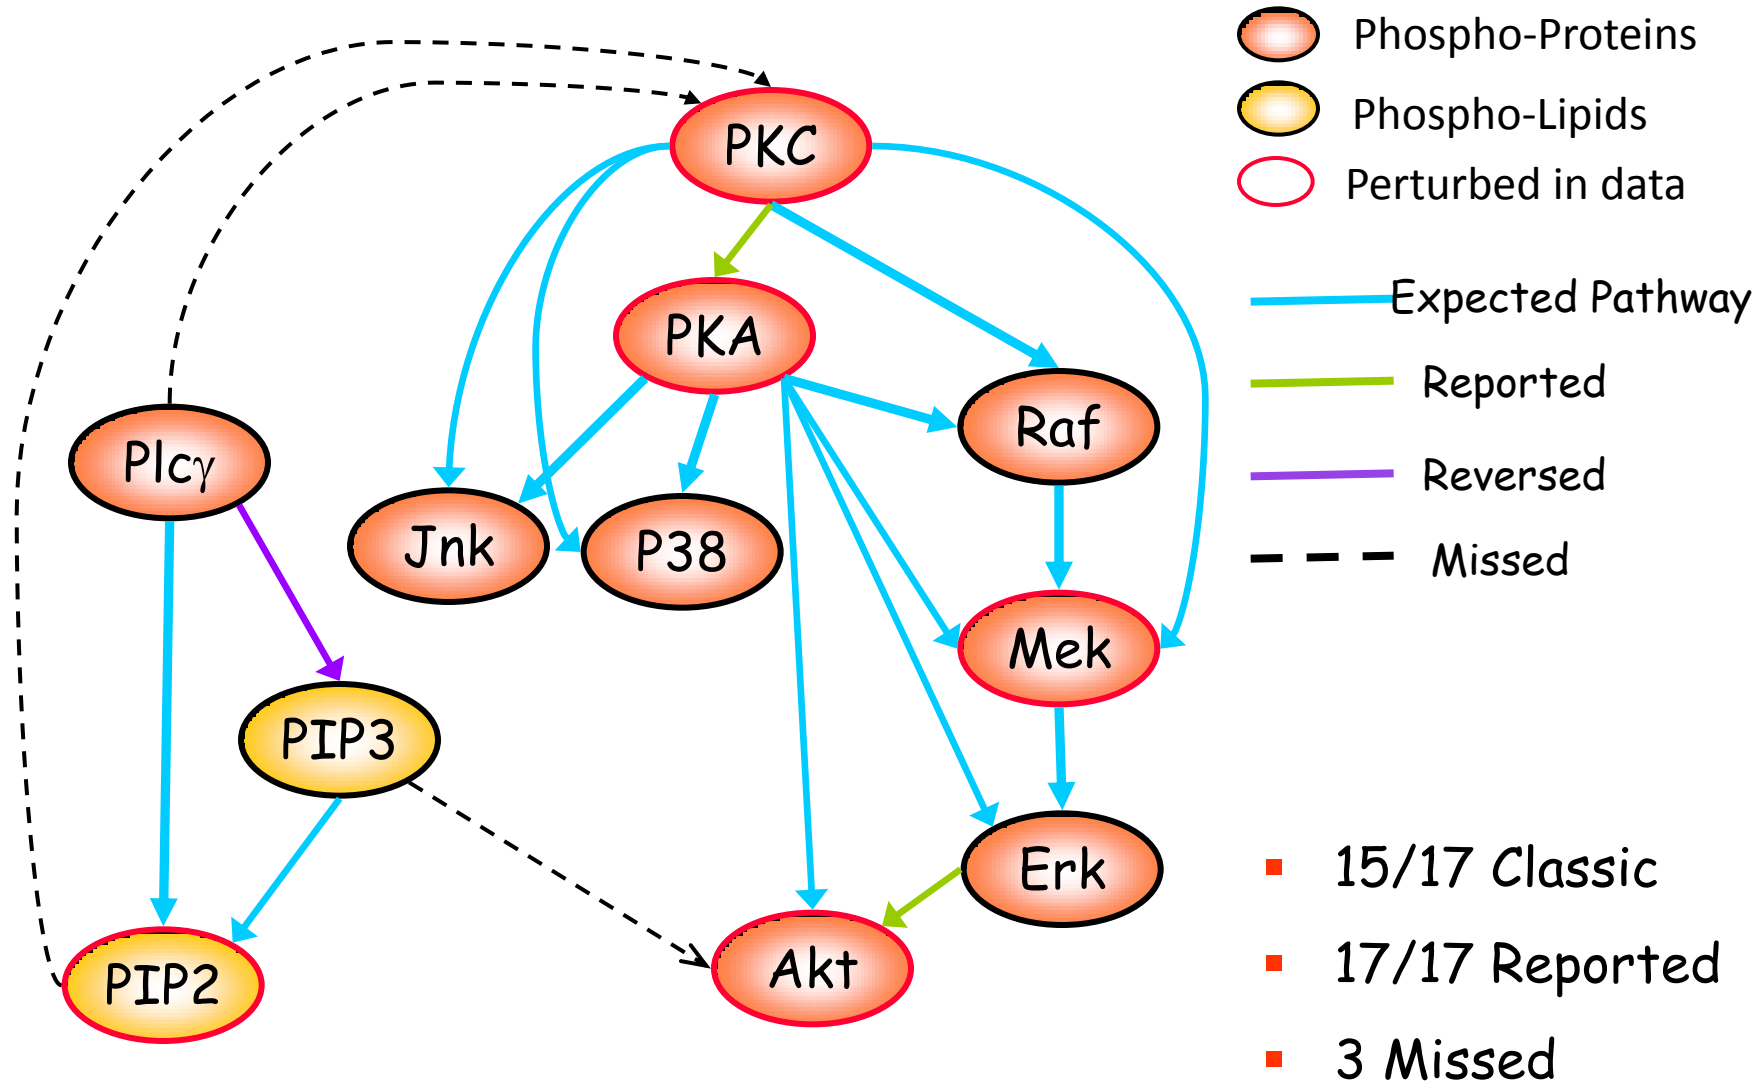 Phospho-Proteins
Phospho-Lipids
Perturbed in data
Expected Pathway
Reported
Reversed
Missed
PKC
PKA
Raf
Plcγ
Jnk
P38
Mek
PIP3
Erk
Akt
PIP2
15/17 Classic
17/17 Reported
3 Missed